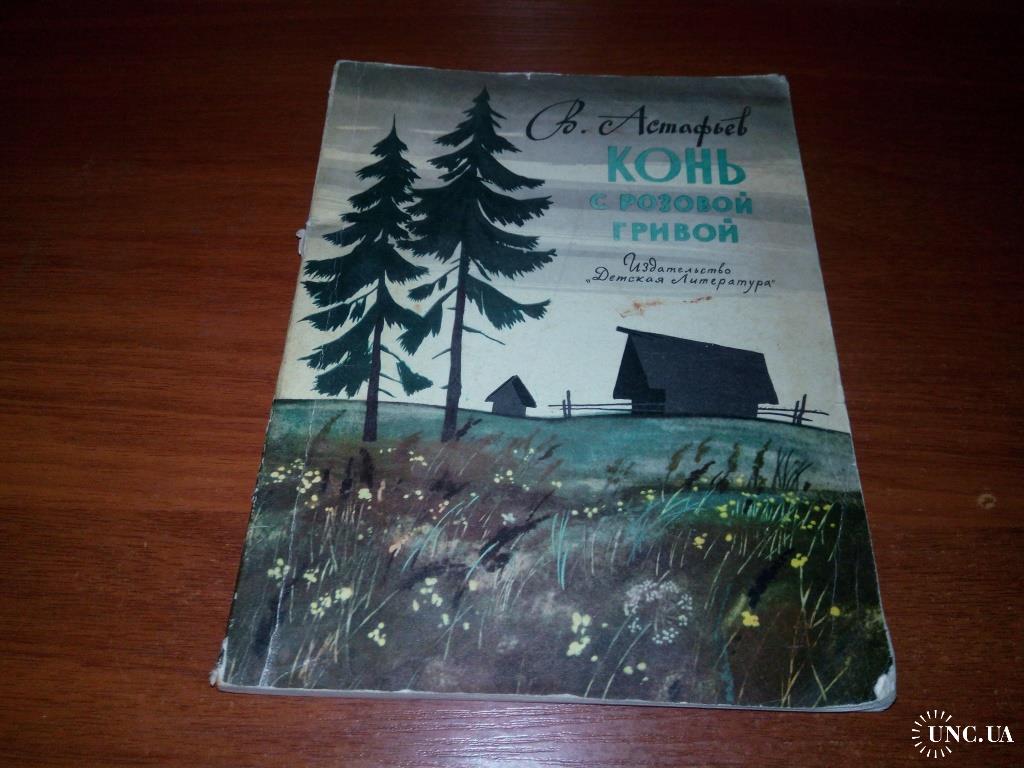 В. Астафьев
КОНЬ
С РОЗОВОЙ
ГРИВОЙ
Издательство
„Детская Литература"
UNC.UA